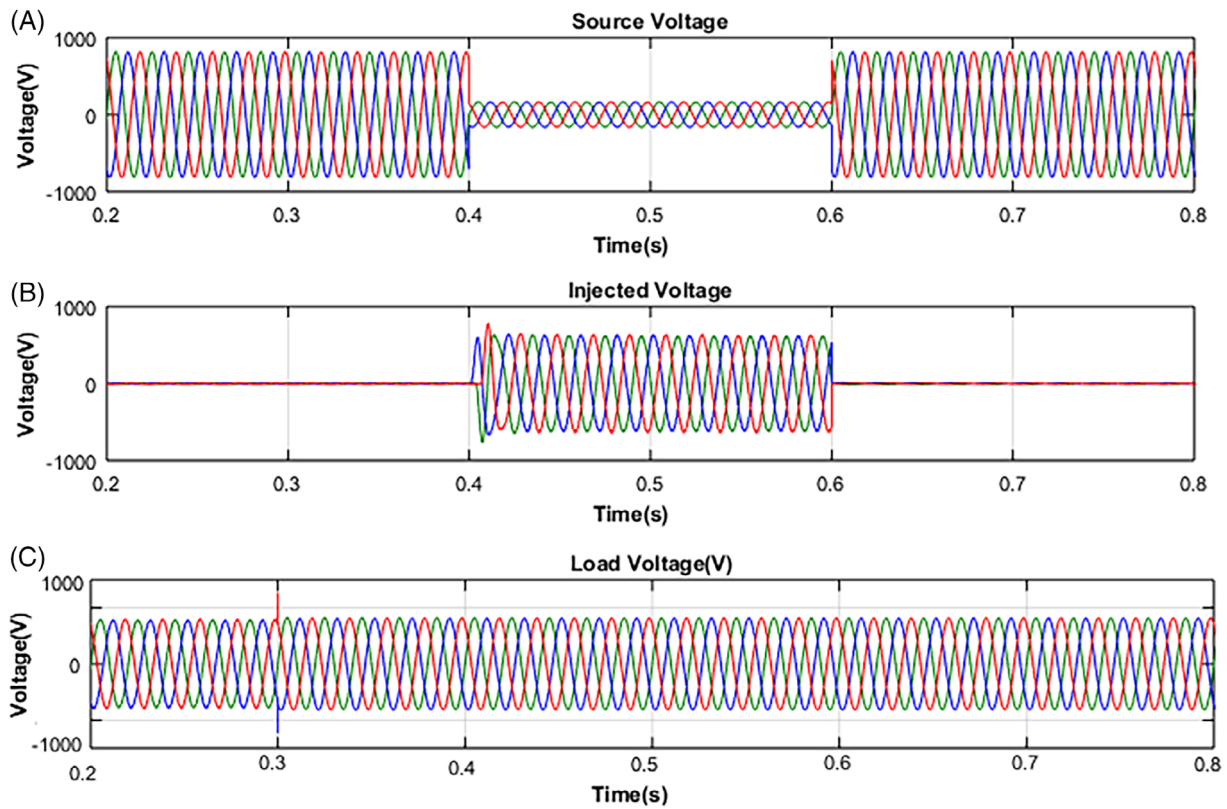 (A)
Source Voltage
1000
0
-1000
Voltage(V)
0.2 0.3 0.4 0.5 0.6 0.7 0.8
Time(s)
(B)
Injected Voltage
1000
0
-1000
Voltage(V)
0.2 0.3 0.4 0.5 0.6 0.7 0.8
Time(s)
(C)
Load Voltage(V)
1000
0
-1000
Voltage(V)
0.2 0.3 0.4 0.5 0.6 0.7 0.8
Time(s)